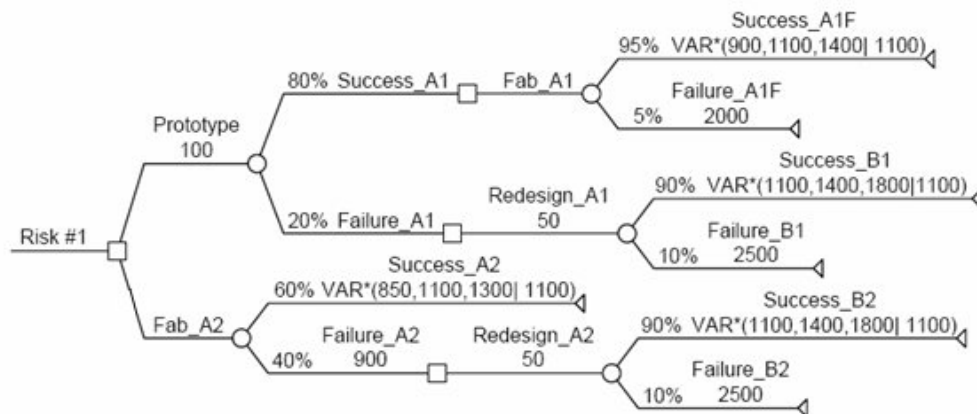 Success_A1F
95% VAR*(900,1100,1400| 1100)
80% Success_A1
Fab_A1
Failure_A1F
5% 2000
Prototype
100
Success_B1
90% VAR*(1100,1400,1800|1100)
Redesign_A1
50
20% Failure_A1
Failure_B1
10% 2500
Risk #1
Success_A2
60% VAR*(850,1100,1300| 1100)
Fab_A2
Failure_A2
40% 900
Redesign_A2
50
Success_B2
90% VAR*(1100,1400,1800| 1100)
Failure_B2
10% 2500